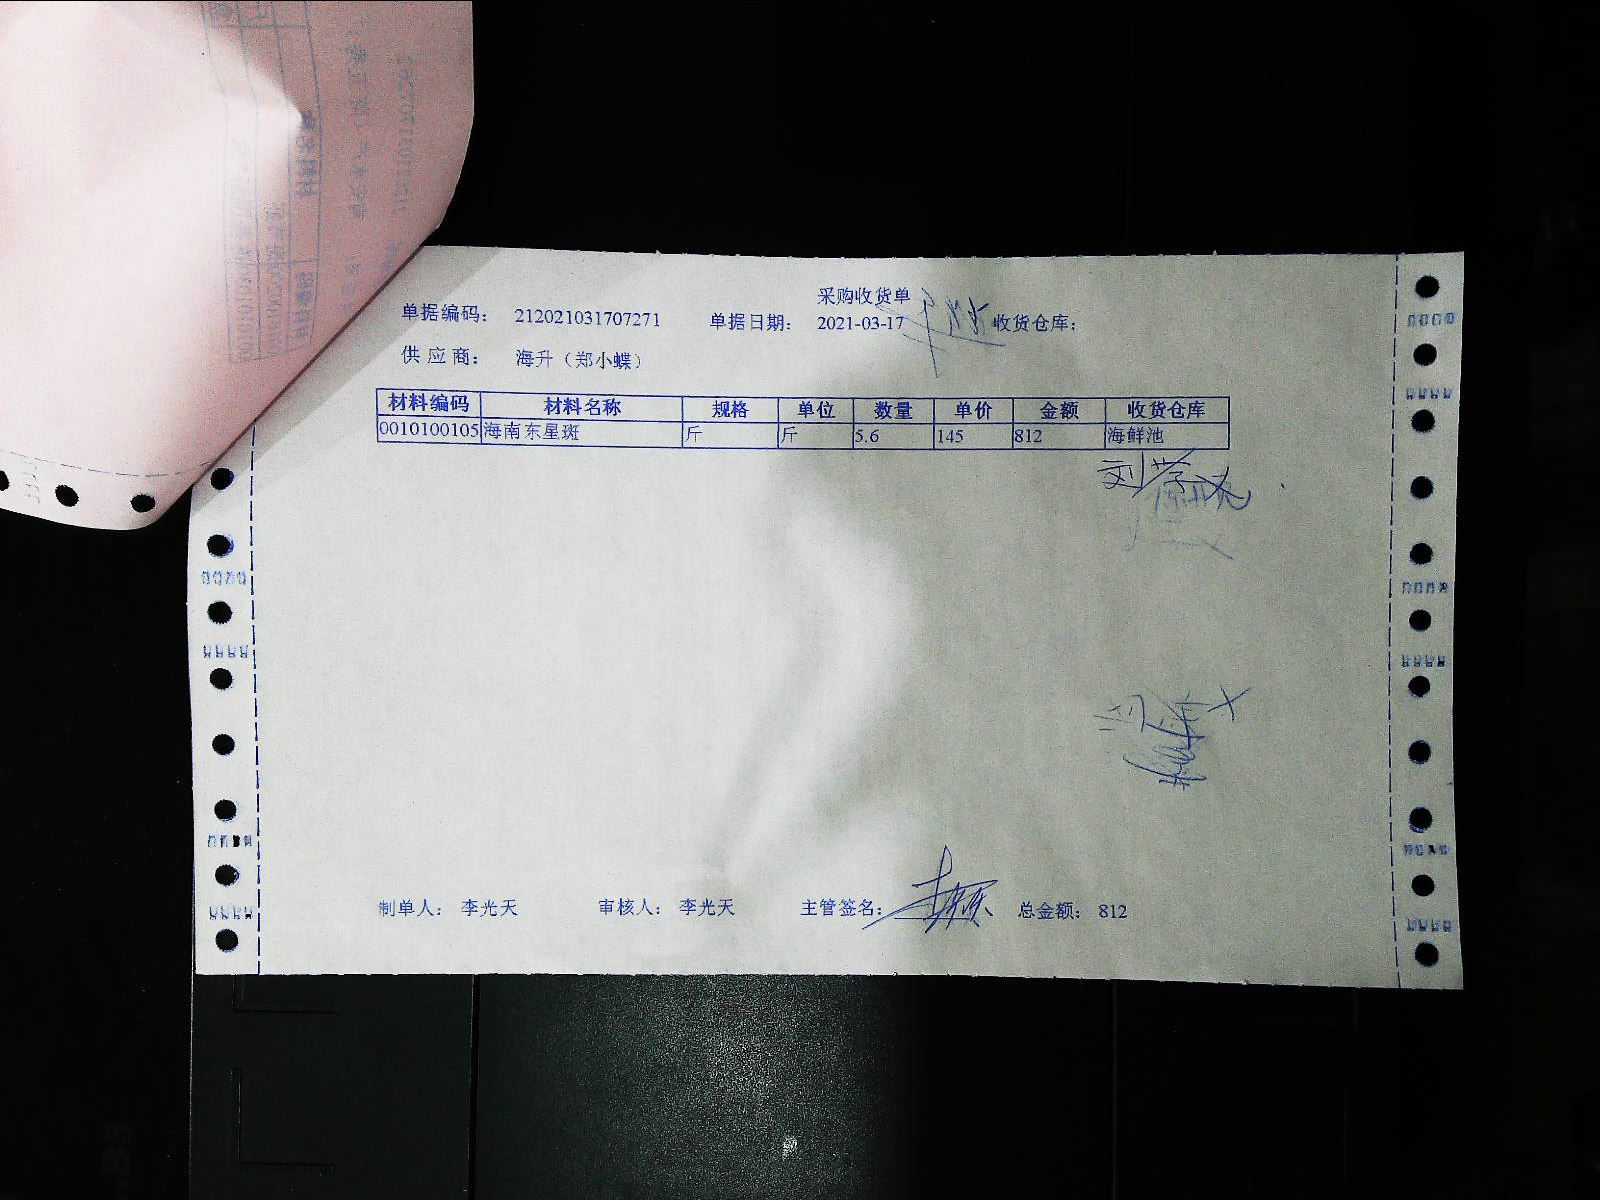 采购收货单
单据编码： 212021031707271 单据日期： 2021-03-17 收货仓库：
供应商： 海升（郑小蝶）
材料编码 材料名称 规格 单位 数量 单价 金额 收货仓库
0010100105 海南东星斑 斤 斤 5.6 145 812 海鲜池
制单人： 李光天 审核人： 李光天 主管签名： 总金额： 812